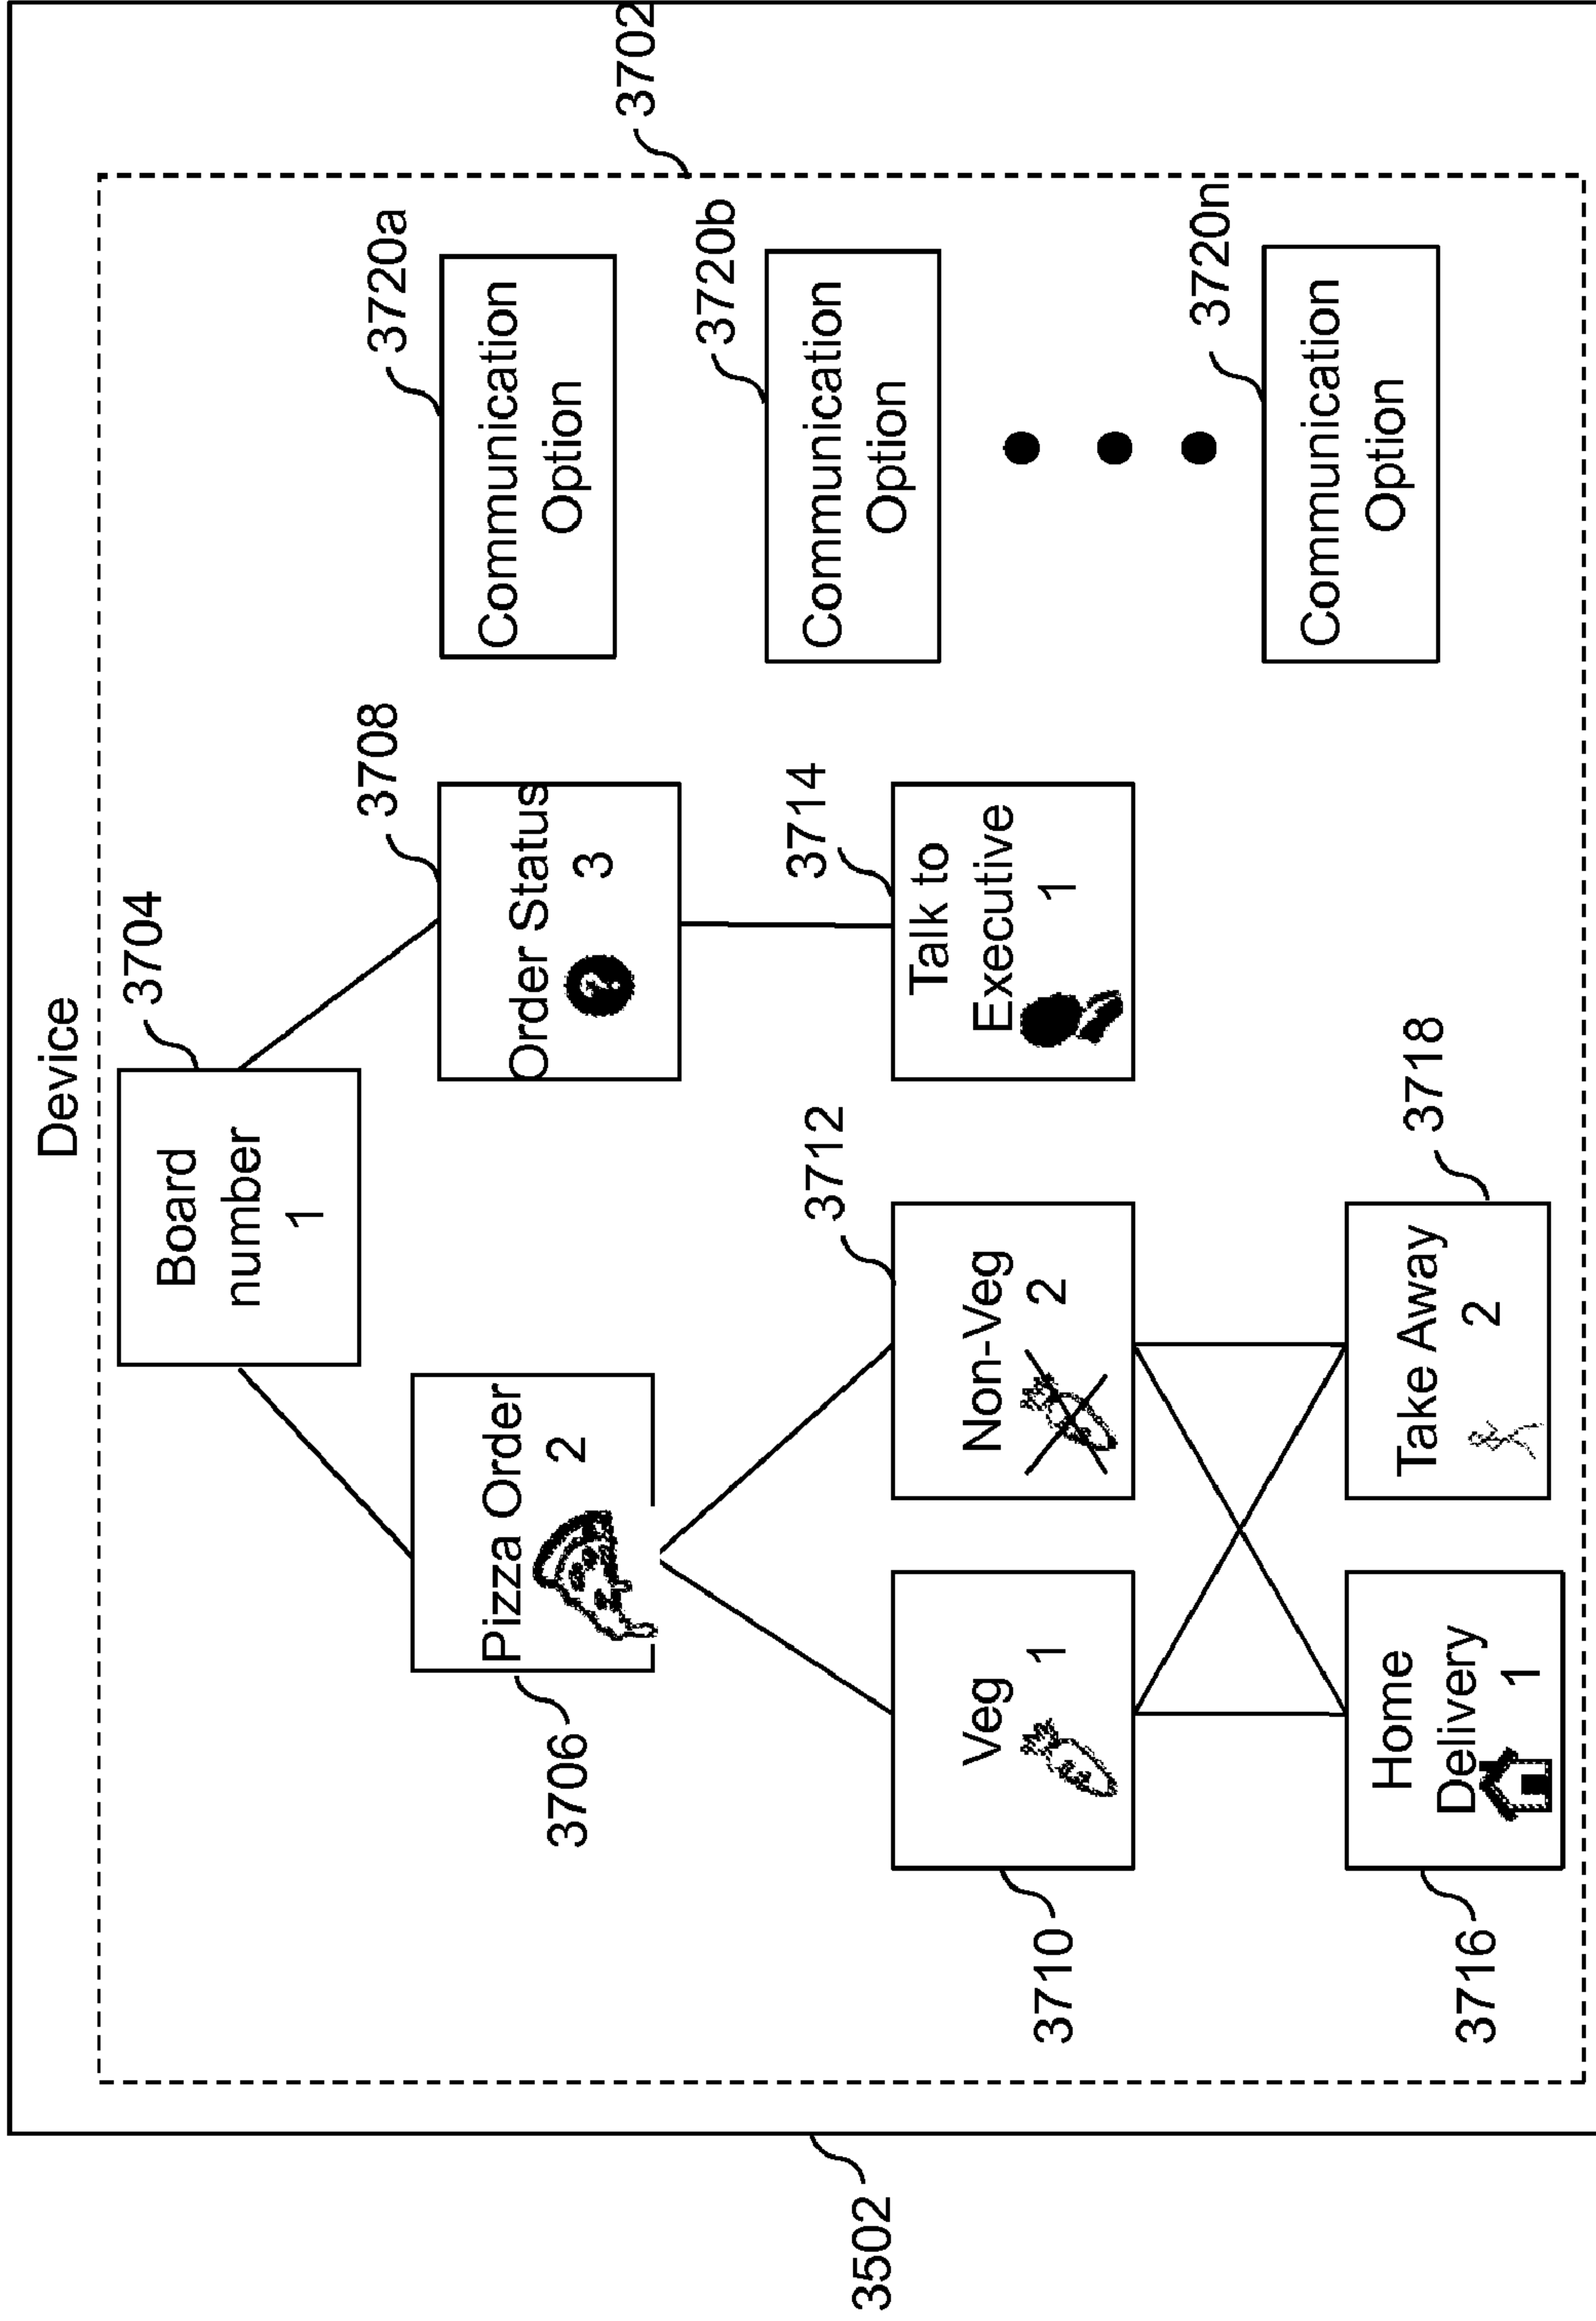 Device
3502
3702
3704
Board
number
1
3706
Pizza Order
2
3708
Order Status
?
3
3720a
Communication
Option
3710
Veg
1
3712
Non-Veg
2
3714
Talk to
Executive
1
3720b
Communication
Option
3716
Home
Delivery
1
3718
Take Away
2
3720n
Communication
Option